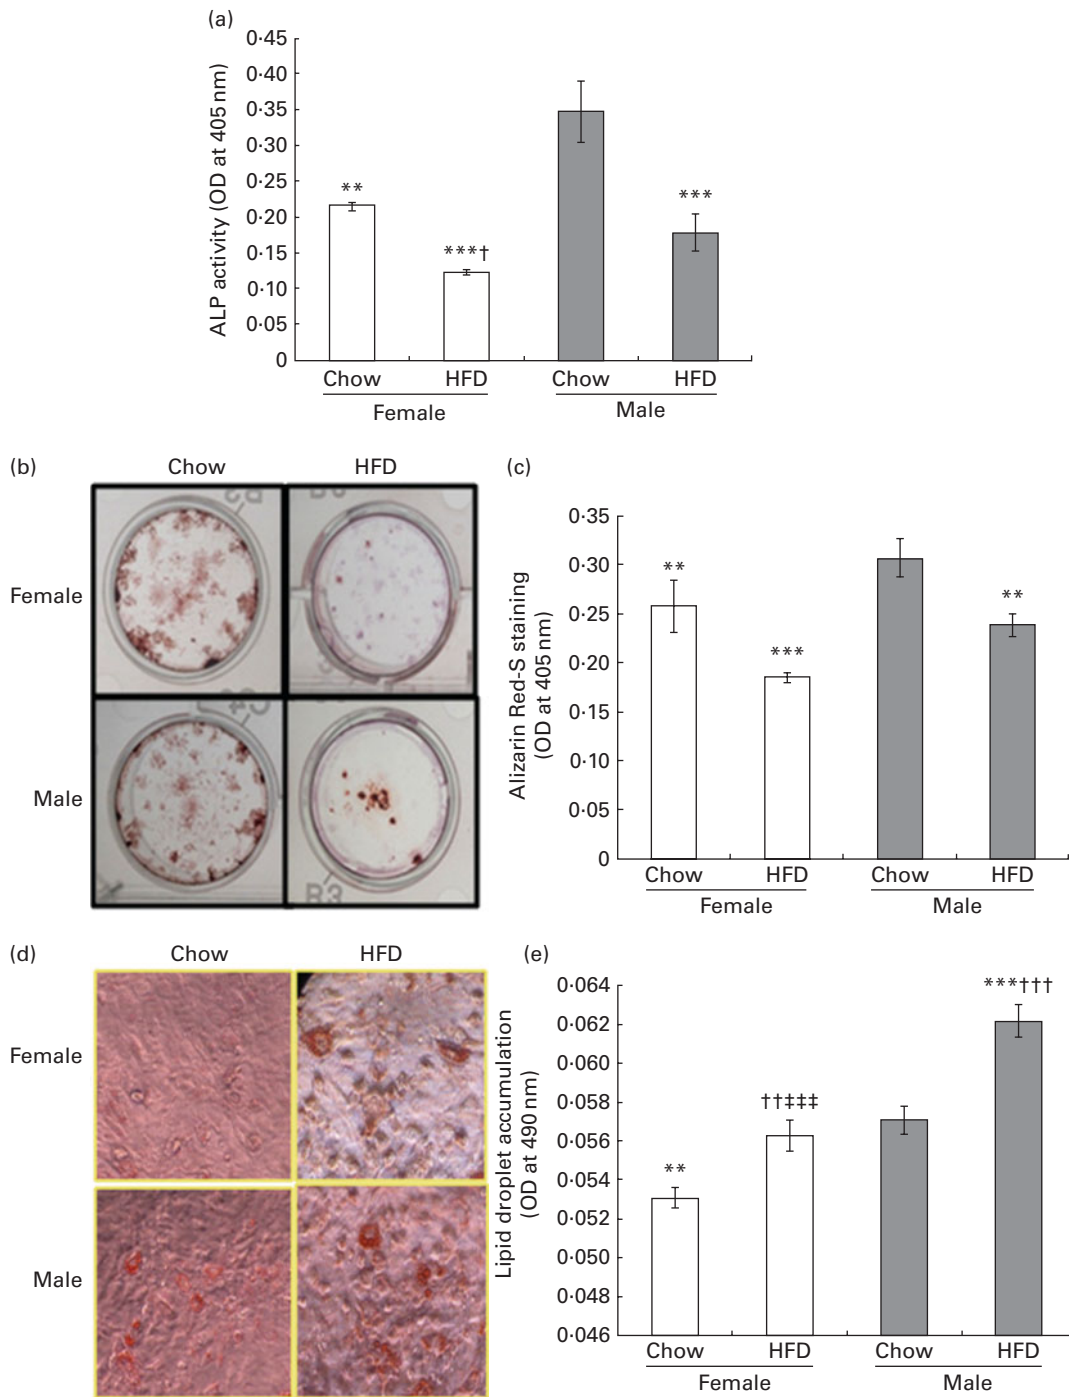 (a)
ALP activity (OD at 405 nm)
0·45
0·40
0·35
0·30
0·25
0·20
0·15
0·10
0·05
0
**
***†
***
Chow HFD Chow HFD
Female Male
(b)
Chow HFD
Female
Male
B3
(c)
Alizarin Red-S staining
(OD at 405 nm)
0·35
0·30
0·25
0·20
0·15
0·10
0·05
0
**
***
**
Chow HFD Chow HFD
Female Male
(d)
Chow HFD
Female
Male
(e)
Lipid droplet accumulation
(OD at 490 nm)
0·064
0·062
0·060
0·058
0·056
0·054
0·052
0·050
0·048
0·046
**
††‡‡‡
***†††
Chow HFD Chow HFD
Female Male